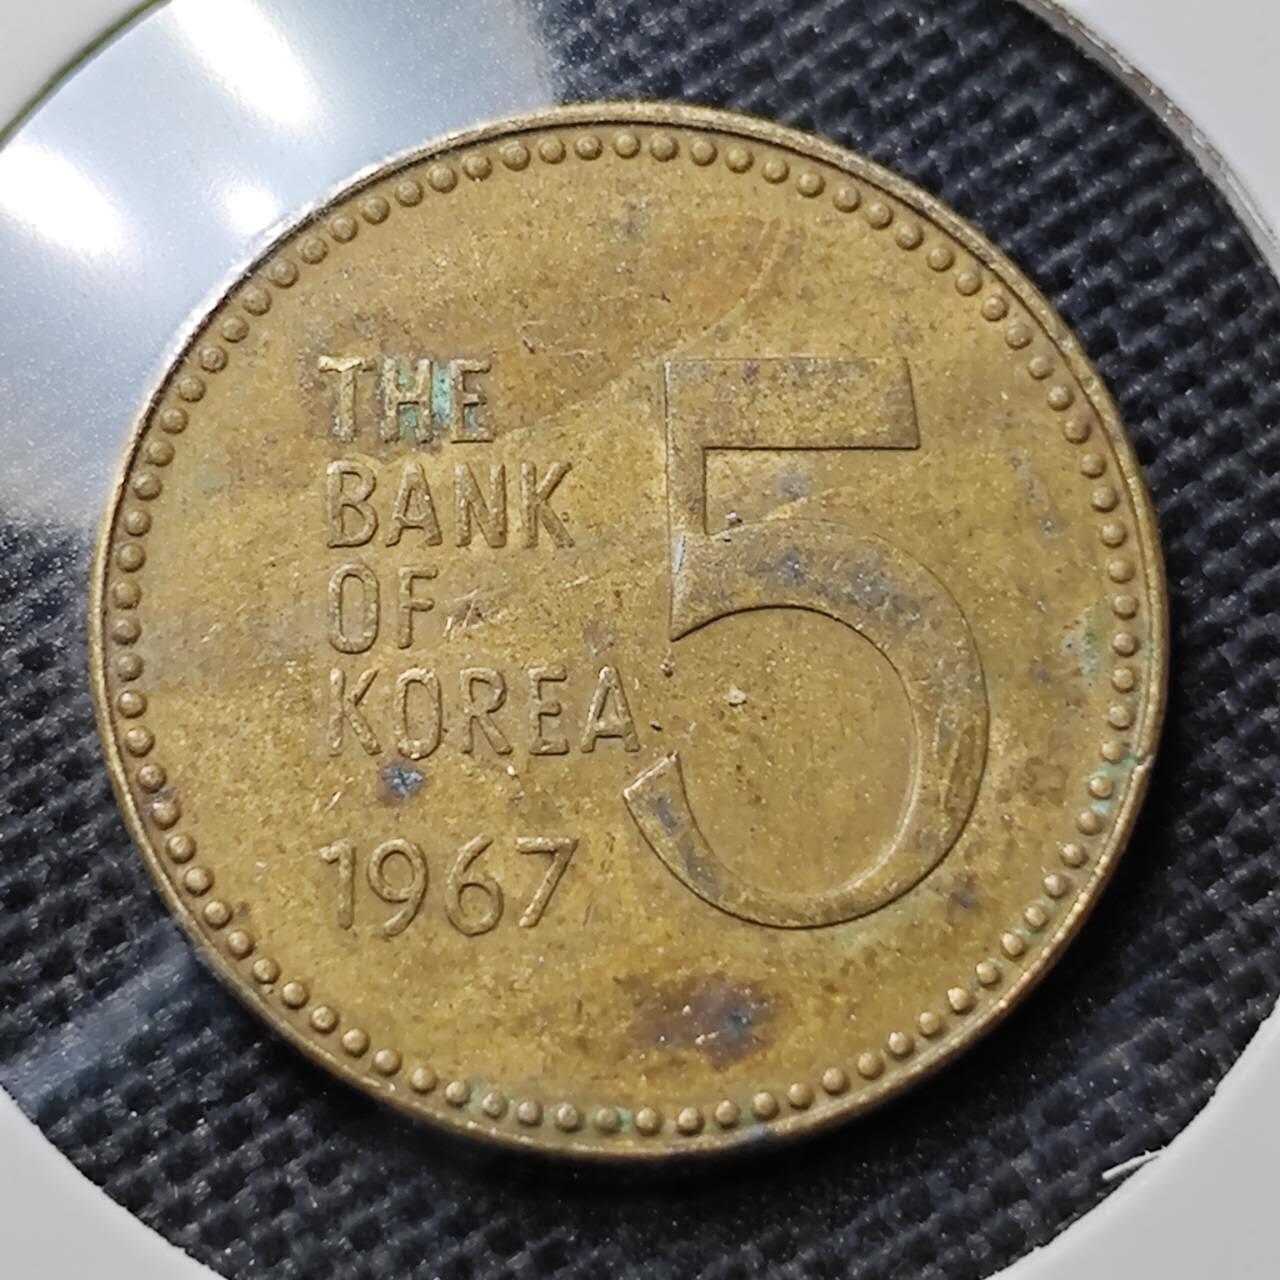 THE
BANK
OF
KOREA
1967
5